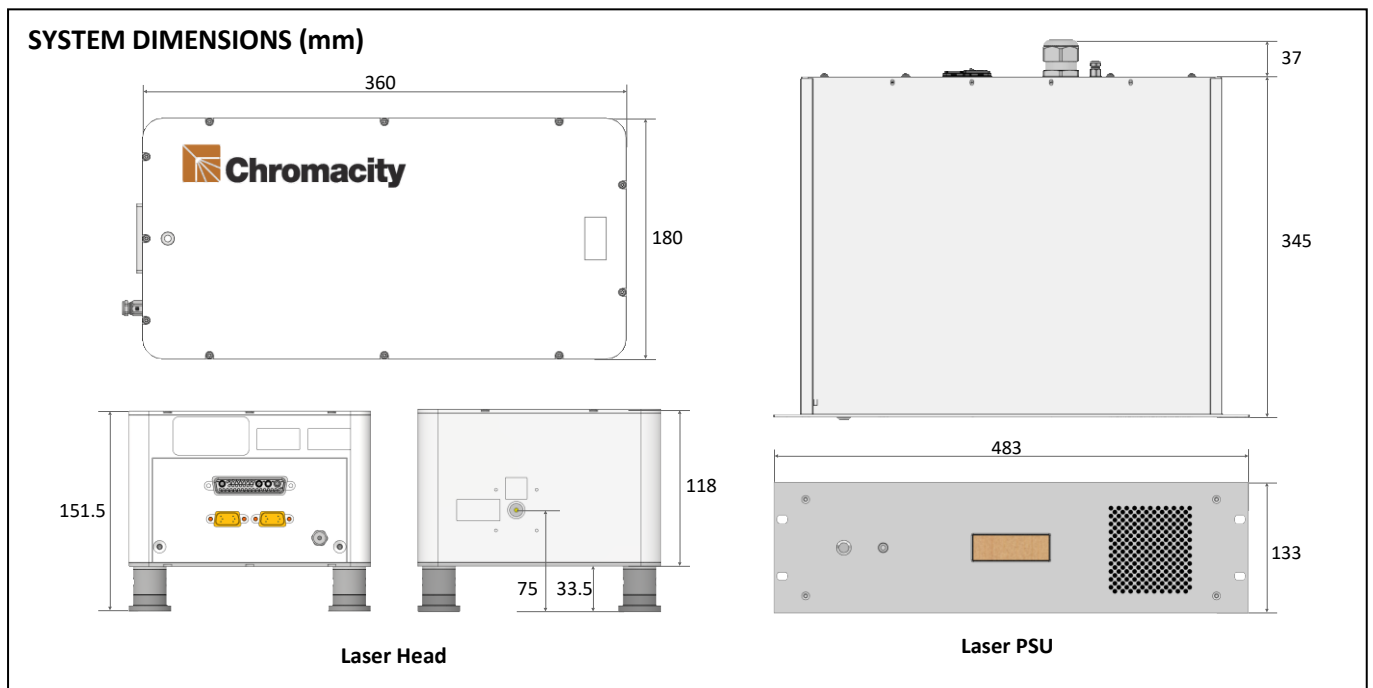 SYSTEM DIMENSIONS (mm)
360
Chromacity
180
151.5
118
75
33.5
Laser Head
37
345
483
133
Laser PSU